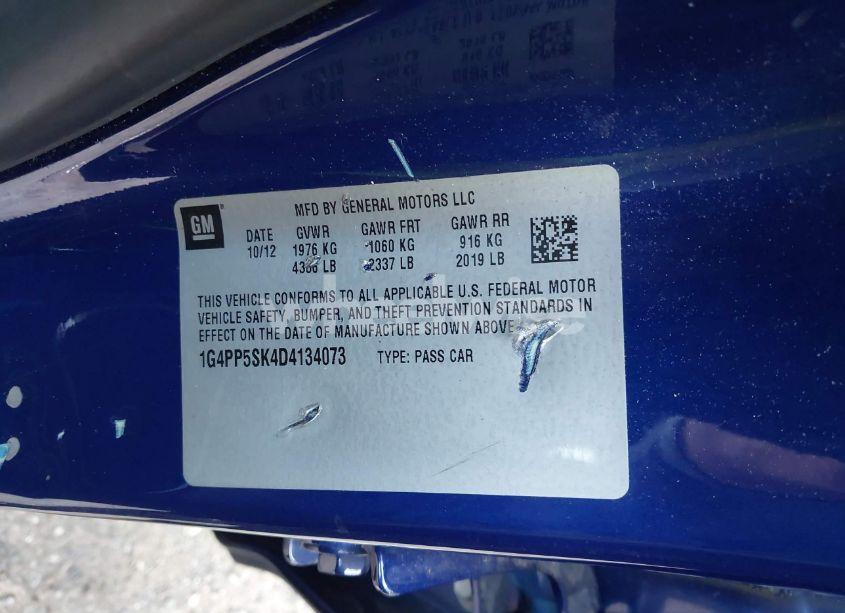 GM
MFD BY GENERAL MOTORS LLC
DATE GVWR GAWR FRT GAWR RR
10/12 1976 KG 1060 KG 916 KG
4356 LB 2337 LB 2019 LB
THIS VEHICLE CONFORMS TO ALL APPLICABLE U.S. FEDERAL MOTOR
VEHICLE SAFETY, BUMPER, AND THEFT PREVENTION STANDARDS IN
EFFECT ON THE DATE OF MANUFACTURE SHOWN ABOVE.
1G4PP5SK4D4134073 TYPE: PASS CAR